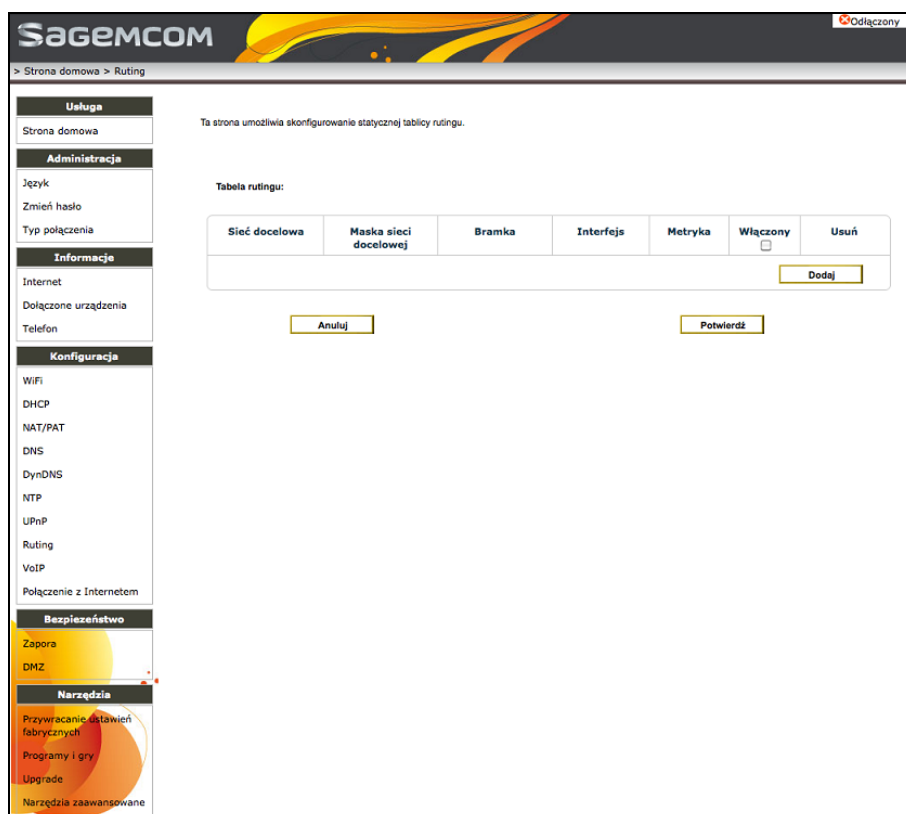 SAGEMCOM
Odłączony
> Strona domowa > Ruting
Usługa
Strona domowa
Administracja
Język
Zmień hasło
Typ połączenia
Informacje
Internet
Dołączone urządzenia
Telefon
Konfiguracja
WiFi
DHCP
NAT/PAT
DNS
DynDNS
NTP
UPnP
Ruting
VoIP
Połączenie z Internetem
Bezpiezeństwo
Zapora
DMZ
Narzędzia
Przywracanie ustawień
fabrycznych
Programy i gry
Upgrade
Narzędzia zaawansowane
Ta strona umożliwia skonfigurowanie statycznej tablicy rutingu.
Tabela rutingu:
Sieć docelowa Maska sieci docelowej Bramka Interfejs Metryka Włączony Usuń
Dodaj
Anuluj Potwierdź